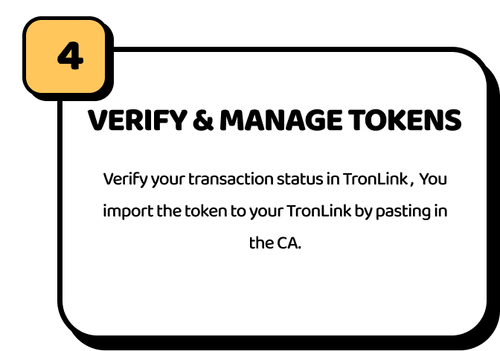 4
VERIFY & MANAGE TOKENS
Verify your transaction status in TronLink , You
import the token to your TronLink by pasting in
the CA.